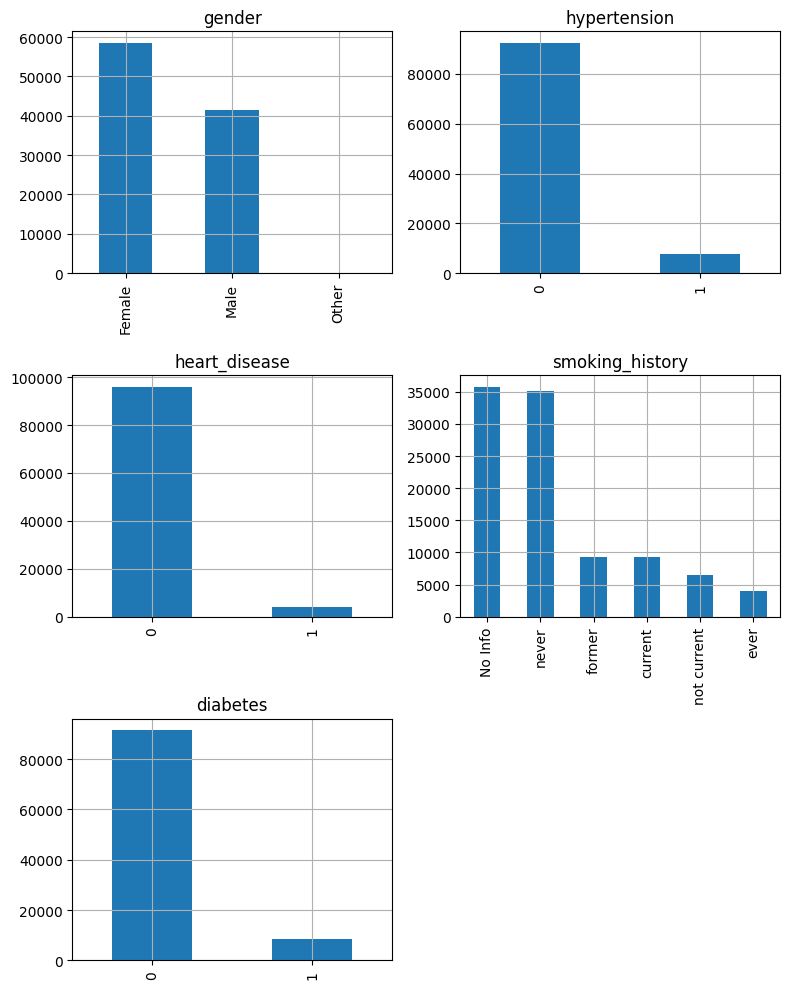 gender
60000
50000
40000
30000
20000
10000
0
Female
Male
Other
hypertension
80000
60000
40000
20000
0
0
1
heart_disease
100000
80000
60000
40000
20000
0
0
1
smoking_history
35000
30000
25000
20000
15000
10000
5000
0
No Info
never
former
current
not current
ever
diabetes
80000
60000
40000
20000
0
0
1